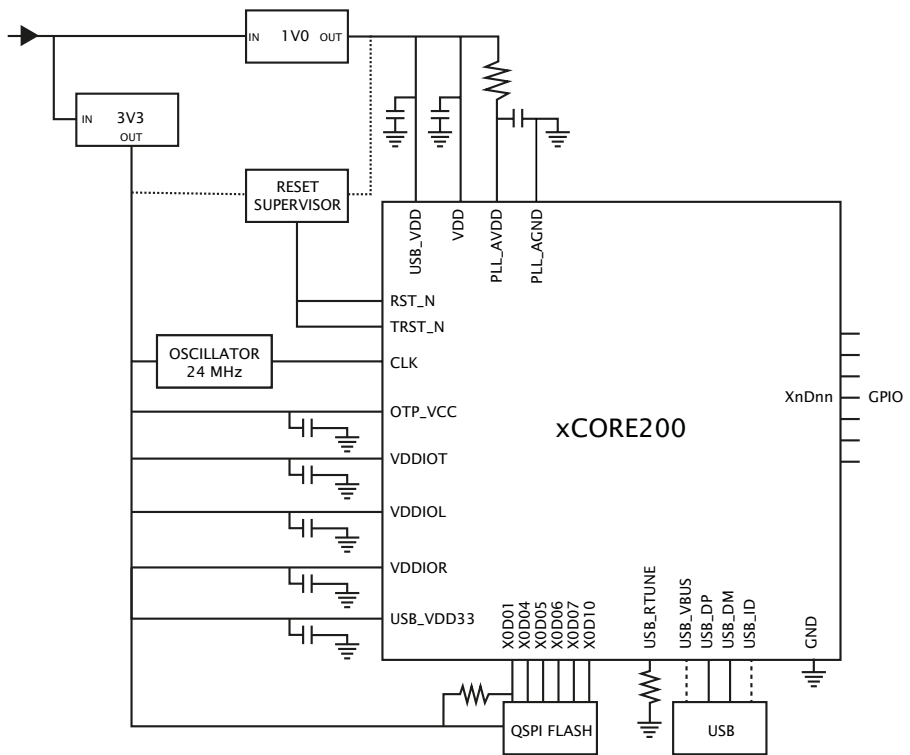 IN 1V0 OUT
IN 3V3
OUT
RESET
SUPERVISOR
USB_VDD
VDD
PLL_AVDD
PLL_AGND
RST_N
TRST_N
OSCILLATOR
24 MHz
CLK
OTP_VCC
VDDIOT
VDDIOL
VDDIOR
USB_VDD33
xCORE200
XnDnn GPIO
X0D01
X0D04
X0D05
X0D06
X0D07
X0D10
USB_RTUNE
USB_VBUS
USB_DP
USB_DM
USB_ID
GND
QSPI FLASH
USB